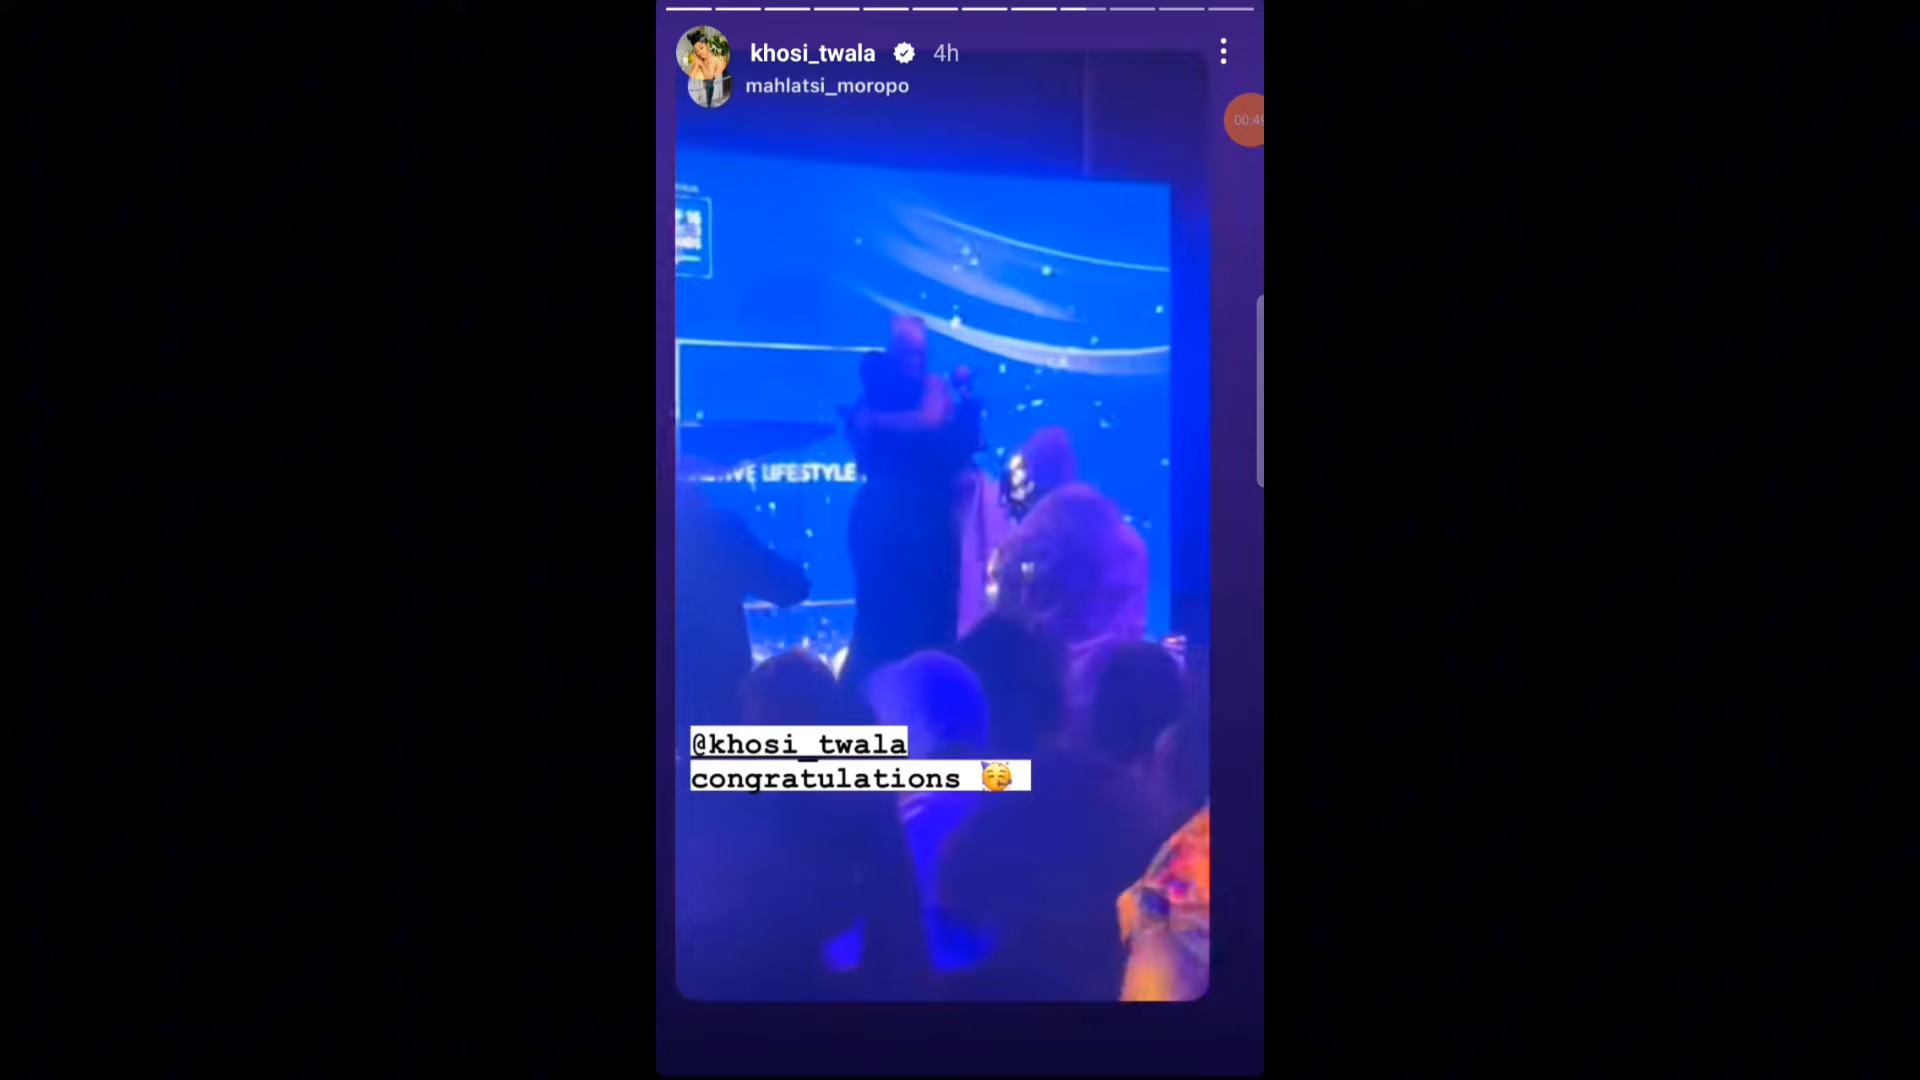 khosi_twala 4h
mahlatsi_moropo
LIFESTYLE
@khosi_twala
congratulations 🥳